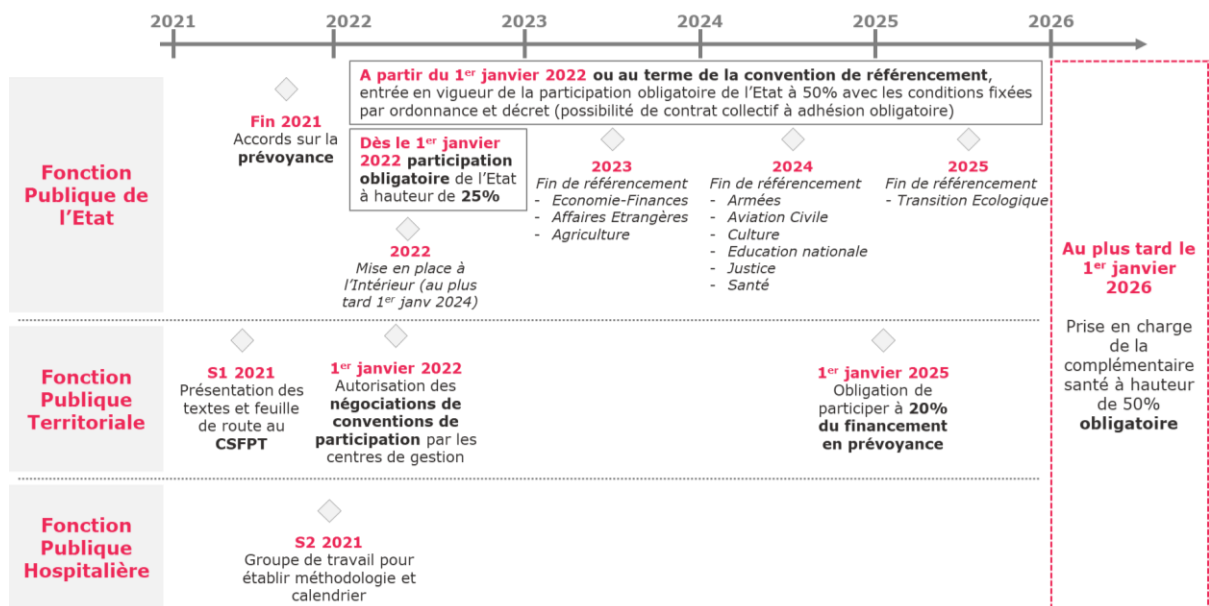 2021
2022
2023
2024
2025
2026
Fonction
Publique de
l’Etat
Fin 2021
Accords sur la
prévoyance
A partir du 1er janvier 2022 ou au terme de la convention de référencement,
entrée en vigueur de la participation obligatoire de l’Etat à 50% avec les conditions fixées
par ordonnance et décret (possibilité de contrat collectif à adhésion obligatoire)
Dès le 1er janvier
2022 participation
obligatoire de l’Etat
à hauteur de 25%
2022
Mise en place à
l’Intérieur (au plus
tard 1er janv 2024)
2023
Fin de référencement
- Economie-Finances
- Affaires Etrangères
- Agriculture
2024
Fin de référencement
- Armées
- Aviation Civile
- Culture
- Education nationale
- Justice
- Santé
2025
Fin de référencement
- Transition Ecologique
Fonction
Publique
Territoriale
S1 2021
Présentation des
textes et feuille
de route au
CSFPT
1er janvier 2022
Autorisation des
négociations de
conventions de
participation par les
centres de gestion
1er janvier 2025
Obligation de
participer à 20%
du financement
en prévoyance
Fonction
Publique
Hospitalière
S2 2021
Groupe de travail pour
établir méthodologie et
calendrier
Au plus tard le
1er janvier
2026
Prise en charge
de la
complémentaire
santé à hauteur
de 50%
obligatoire